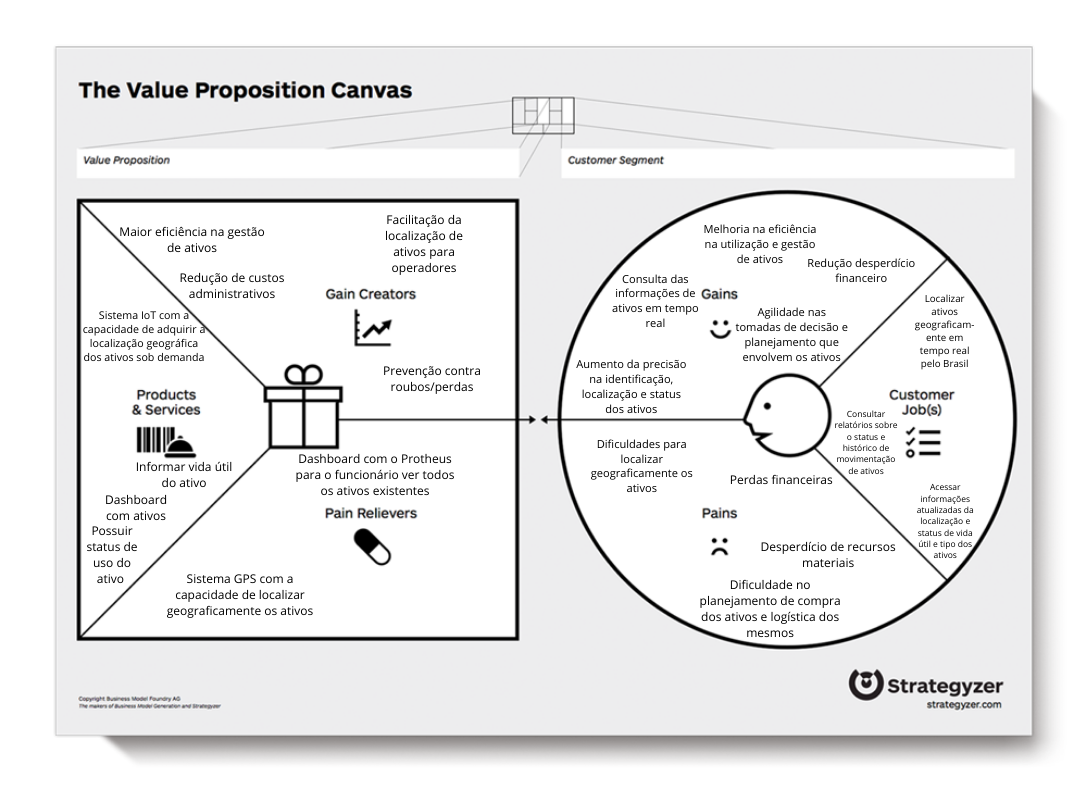 The Value Proposition Canvas
Value Proposition
Customer Segment
Maior eficiência na gestão
de ativos
Facilitação da
localização de
ativos para
operadores
Redução de custos
administrativos
Gain Creators
Sistema IoT com a
capacidade de adquirir a
localização geográfica
dos ativos sob demanda
Prevenção contra
roubos/perdas
Products
& Services
Informar vida útil
do ativo
Dashboard
com ativos
Possuir
status de
uso do
ativo
Dashboard com o Protheus
para o funcionário ver todos
os ativos existentes
Pain Relievers
Sistema GPS com a
capacidade de localizar
geograficamente os ativos
Melhoria na eficiência
na utilização e gestão
de ativos
Redução desperdício
financeiro
Consulta das
informações de
ativos em tempo
real
Gains
Agilidade nas
tomadas de decisão e
planejamento que
envolvem os ativos
Aumento da precisão
na identificação,
localização e status
dos ativos
Localizar
ativos
geograficam-
ente em
tempo real
pelo Brasil
Customer
Job(s)
Consultar
relatórios sobre
o status e
histórico de
movimentação
de ativos
Acessar
informações
atualizadas da
localização e
status de vida
útil e tipo dos
ativos
Dificuldades para
localizar
geograficamente os
ativos
Perdas financeiras
Pains
Desperdício de recursos
materiais
Dificuldade no
planejamento de compra
dos ativos e logística dos
mesmos
Copyright Business Model Foundry AG
The makers of Business Model Generation and Strategyzer
Strategyzer
strategyzer.com